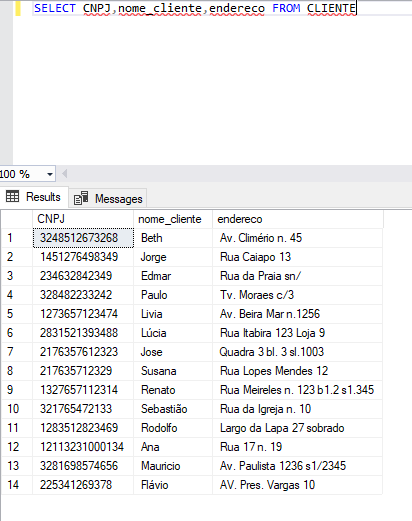 SELECT CNPJ,nome_cliente,endereco FROM CLIENTE
100 %
Results Messages
CNPJ nome_cliente endereco
1 3248512673268 Beth Av. Climério n. 45
2 1451276498349 Jorge Rua Caiapo 13
3 234632842349 Edmar Rua da Praia sn/
4 328482233242 Paulo Tv. Moraes c/3
5 1273657123474 Livia Av. Beira Mar n.1256
6 2831521393488 Lúcia Rua Itabira 123 Loja 9
7 2176357612323 Jose Quadra 3 bl. 3 sl.1003
8 217635712329 Susana Rua Lopes Mendes 12
9 1327657112314 Renato Rua Meireles n. 123 b1.2 s1.345
10 321765472133 Sebastião Rua da Igreja n. 10
11 1283512823469 Rodolfo Largo da Lapa 27 sobrado
12 12113231000134 Ana Rua 17 n. 19
13 3281698574656 Mauricio Av. Paulista 1236 s1/2345
14 225341269378 Flávio AV. Pres. Vargas 10